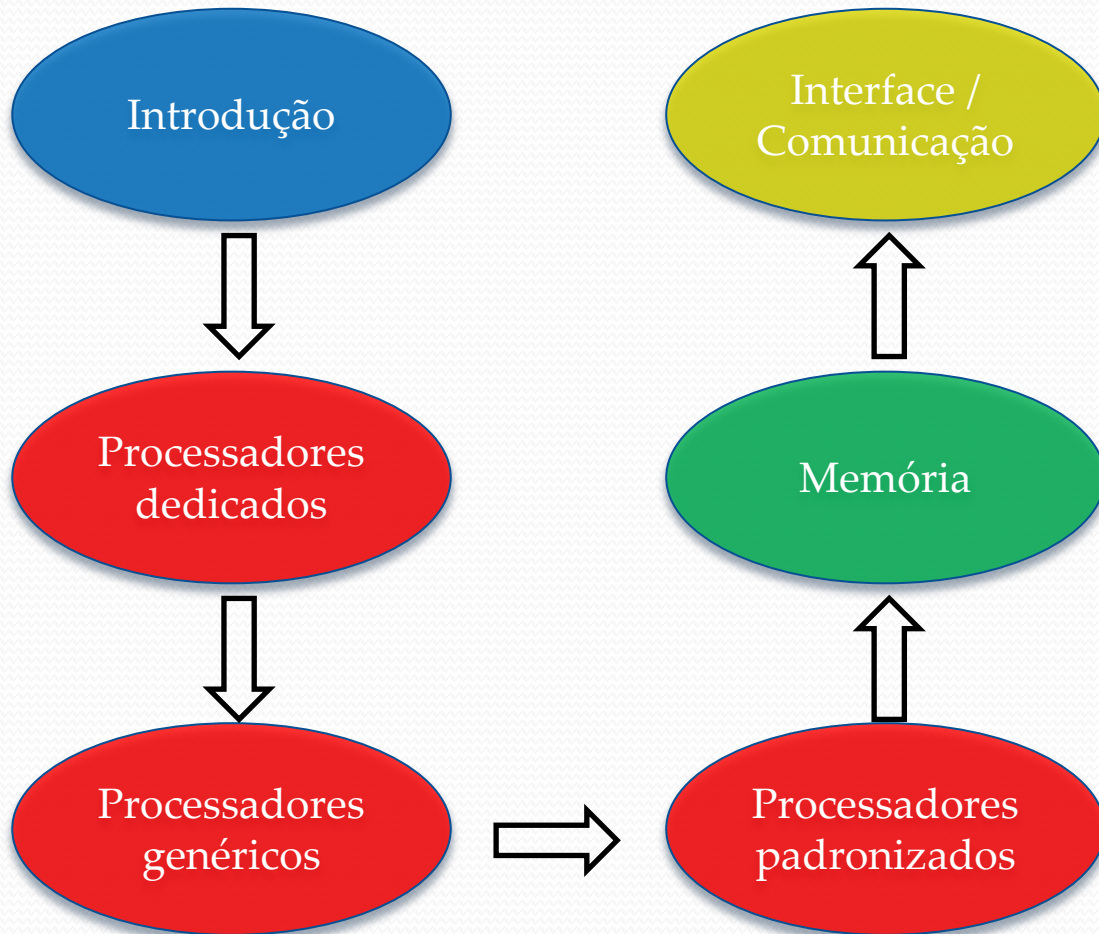 Introdução
Processadores
dedicados
Processadores
genéricos
Processadores
padronizados
Memória
Interface /
Comunicação